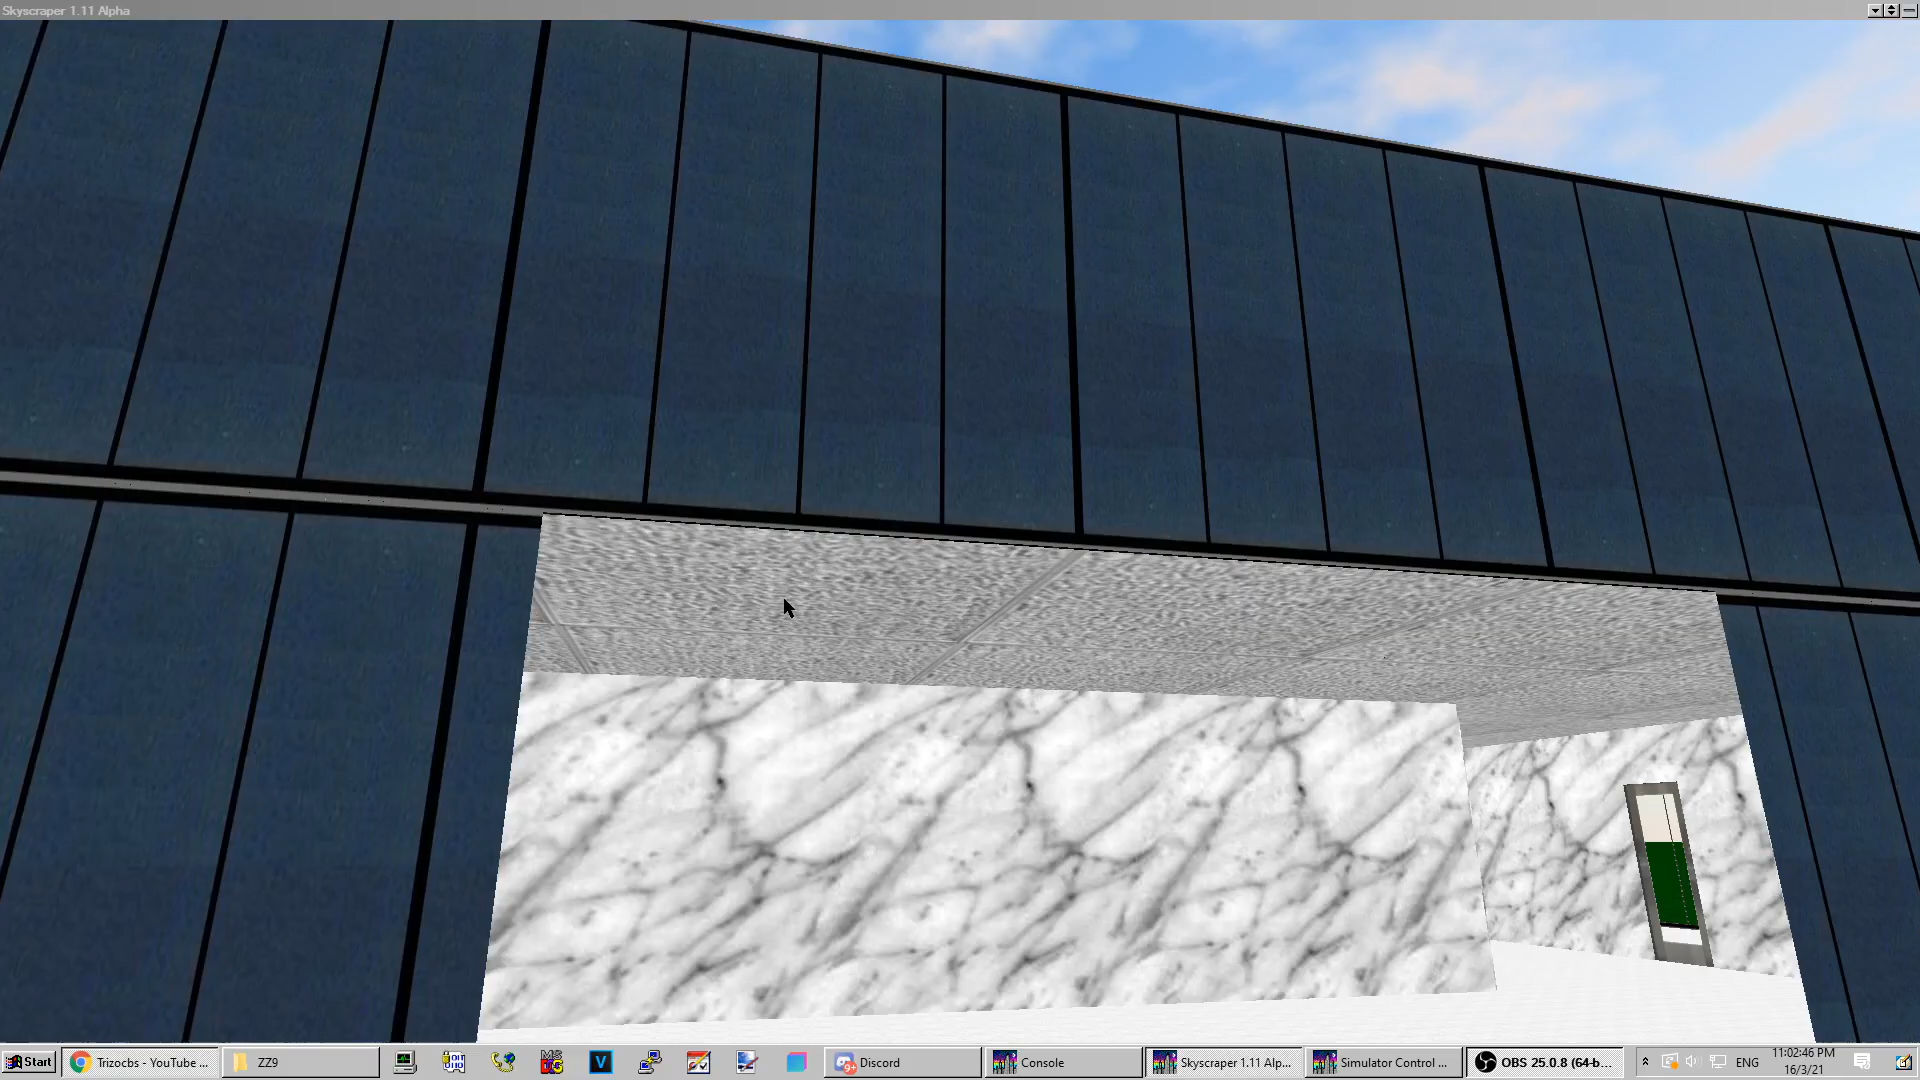 Skyscraper 1.11 Alpha
Start
Trizocbs - YouTube ...
ZZ9
V
9+
Discord
Console
Skyscraper 1.11 Alp...
Simulator Control ...
OBS 25.0.8 (64-b...
ENG
11:02:46 PM
16/3/21